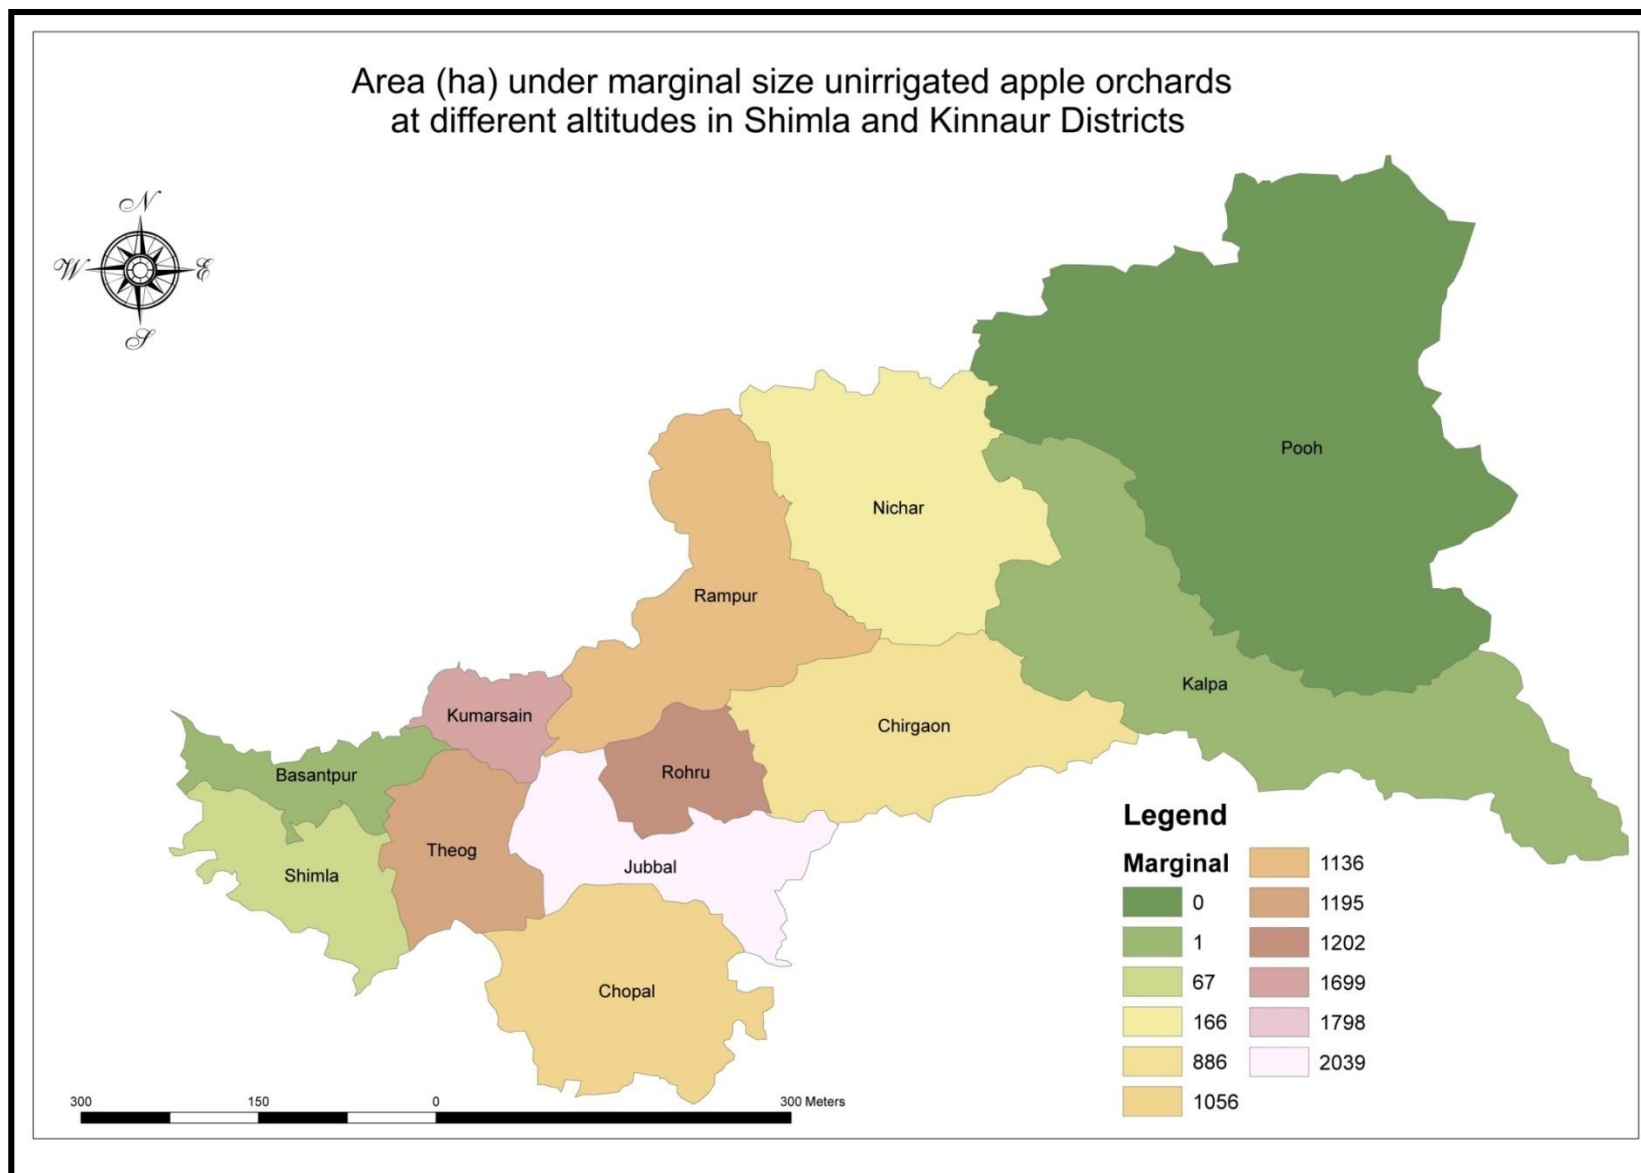 Area (ha) under marginal size unirrigated apple orchards
at different altitudes in Shimla and Kinnaur Districts
N
W
E
S
Pooh
Nichar
Rampur
Kalpa
Kumarsain
Chirgaon
Basantpur
Rohru
Theog
Jubbal
Shimla
Chopal
Legend
Marginal
0
1
67
166
886
1056
1136
1195
1202
1699
1798
2039
300 150 0 300 Meters